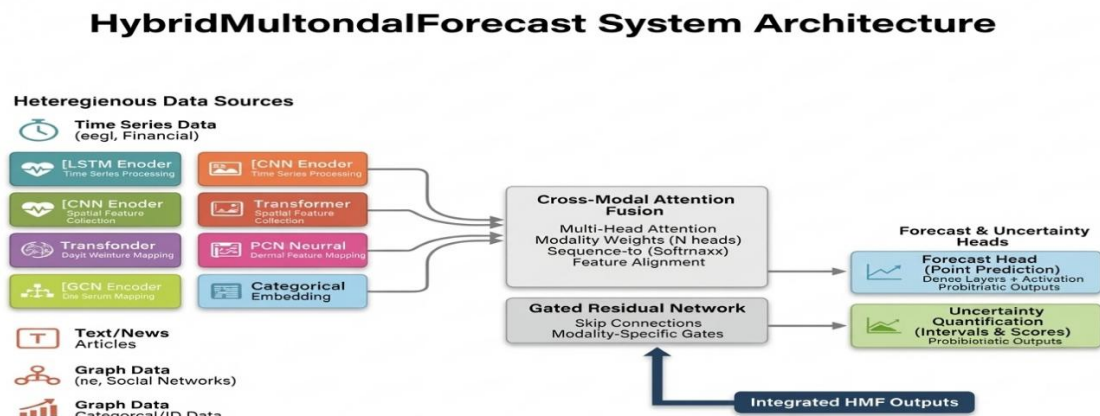 HybridMultondalForecast System Architecture
Heteregienous Data Sources
Time Series Data
(eegl, Financial)
[LSTM Enoder
Time Series Processing
[CNN Enoder
Time Series Processing
[CNN Enoder
Spatial Feature
Collection
Transformer
Spatial Feature
Collection
Transfonder
Dayit Weinture Mapping
PCN Neurral
Dermal Feature Mapping
[GCN Encoder
Dne Serum Mapping
Categorical
Embedding
Text/News
Articles
Graph Data
(ne, Social Networks)
Graph Data
Categorcal/ID Data
Cross-Modal Attention
Fusion
Multi-Head Attention
Modality Weights (N heads)
Sequence-to (Softrnaxx)
Feature Alignment
Gated Residual Network
Skip Connections
Modality-Specific Gates
Integrated HMF Outputs
Forecast & Uncertainty
Heads
Forecast Head
(Point Prediction)
Dense Layers + Activation
Probitriatic Outputs
Uncertainty
Quantification
(Intervals & Scores)
Probibiotiatic Outputs
T